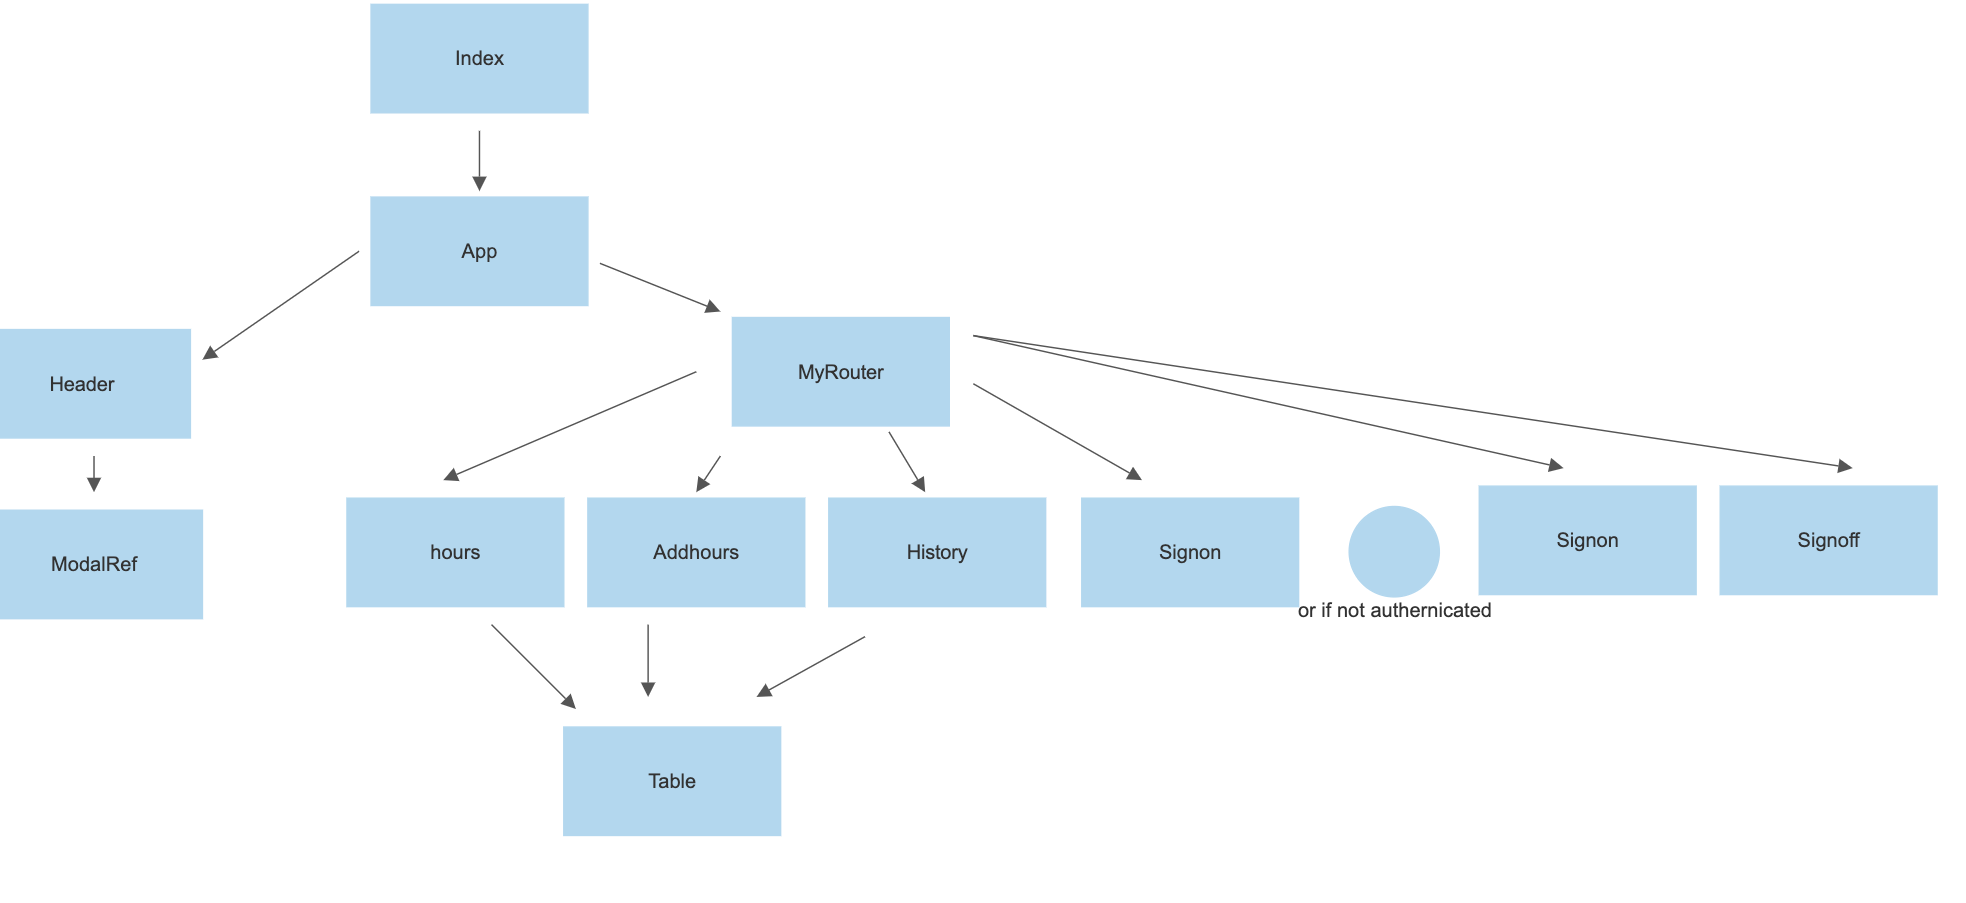 Index
App
Header
MyRouter
ModalRef
hours
Addhours
History
Signon
Signon
Signoff
or if not authernicated
Table